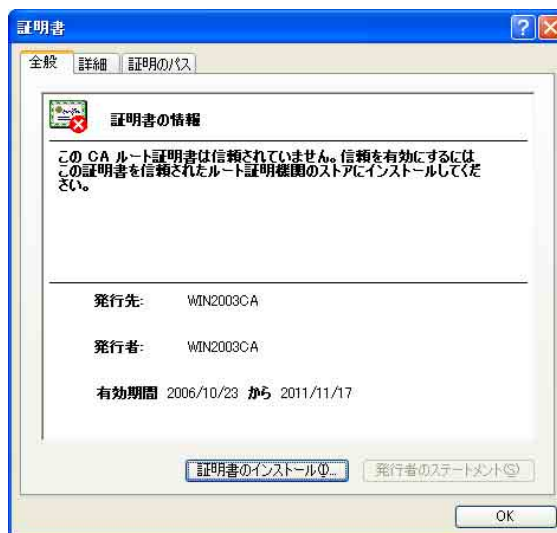 証明書
全般 詳細 証明のパス
証明書の情報
この CA ルート証明書は信頼されていません。信頼を有効にするには
この証明書を信頼されたルート証明機関のストアにインストールしてくだ
さい。
発行先: WIN2003CA
発行者: WIN2003CA
有効期間 2006/10/23 から 2011/11/17
証明書のインストール(I)... 発行者のステートメント(S)
OK